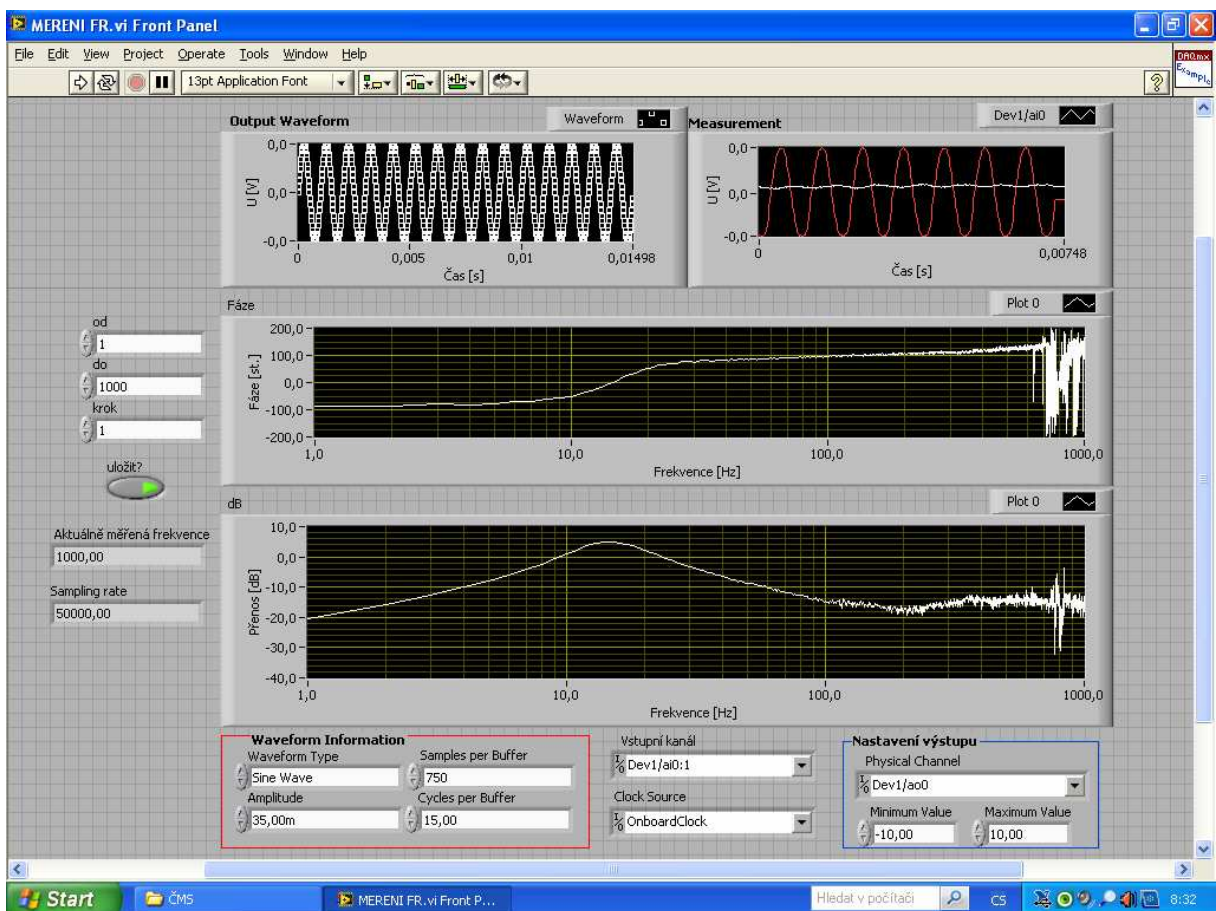 MERENI FR.vi Front Panel
File Edit View Project Operate Tools Window Help
13pt Application Font
DAQmx
Example
Output Waveform
Waveform
U [V]
0,0
0,0
-0,0
0
0,005
0,01
0,01498
Čas [s]
Measurement
Dev1/ai0
U [V]
0,0
0,0
-0,0
0
0,00748
Čas [s]
od
1
do
1000
krok
1
uložit?
Aktuálně měřená frekvence
1000,00
Sampling rate
50000,00
Fáze
Plot 0
Fáze [st.]
200,0
100,0
0,0
-100,0
-200,0
1,0
10,0
100,0
1000,0
Frekvence [Hz]
dB
Plot 0
Přenos [dB]
10,0
0,0
-10,0
-20,0
-30,0
-40,0
1,0
10,0
100,0
1000,0
Frekvence [Hz]
Waveform Information
Waveform Type
Sine Wave
Samples per Buffer
750
Amplitude
35,00m
Cycles per Buffer
15,00
Vstupní kanál
I/O Dev1/ai0:1
Clock Source
I/O OnboardClock
Nastavení výstupu
Physical Channel
I/O Dev1/ao0
Minimum Value
-10,00
Maximum Value
10,00
Start
ČMS
MERENI FR.vi Front P...
Hledat v počítači
CS
8:32